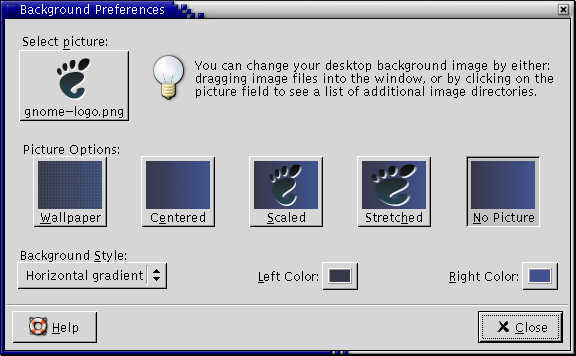 Background Preferences
Select picture:
gnome-logo.png
You can change your desktop background image by either:
dragging image files into the window, or by clicking on the
picture field to see a list of additional image directories.
Picture Options:
Wallpaper
Centered
Scaled
Stretched
No Picture
Background Style:
Horizontal gradient
Left Color:
Right Color:
Help
Close